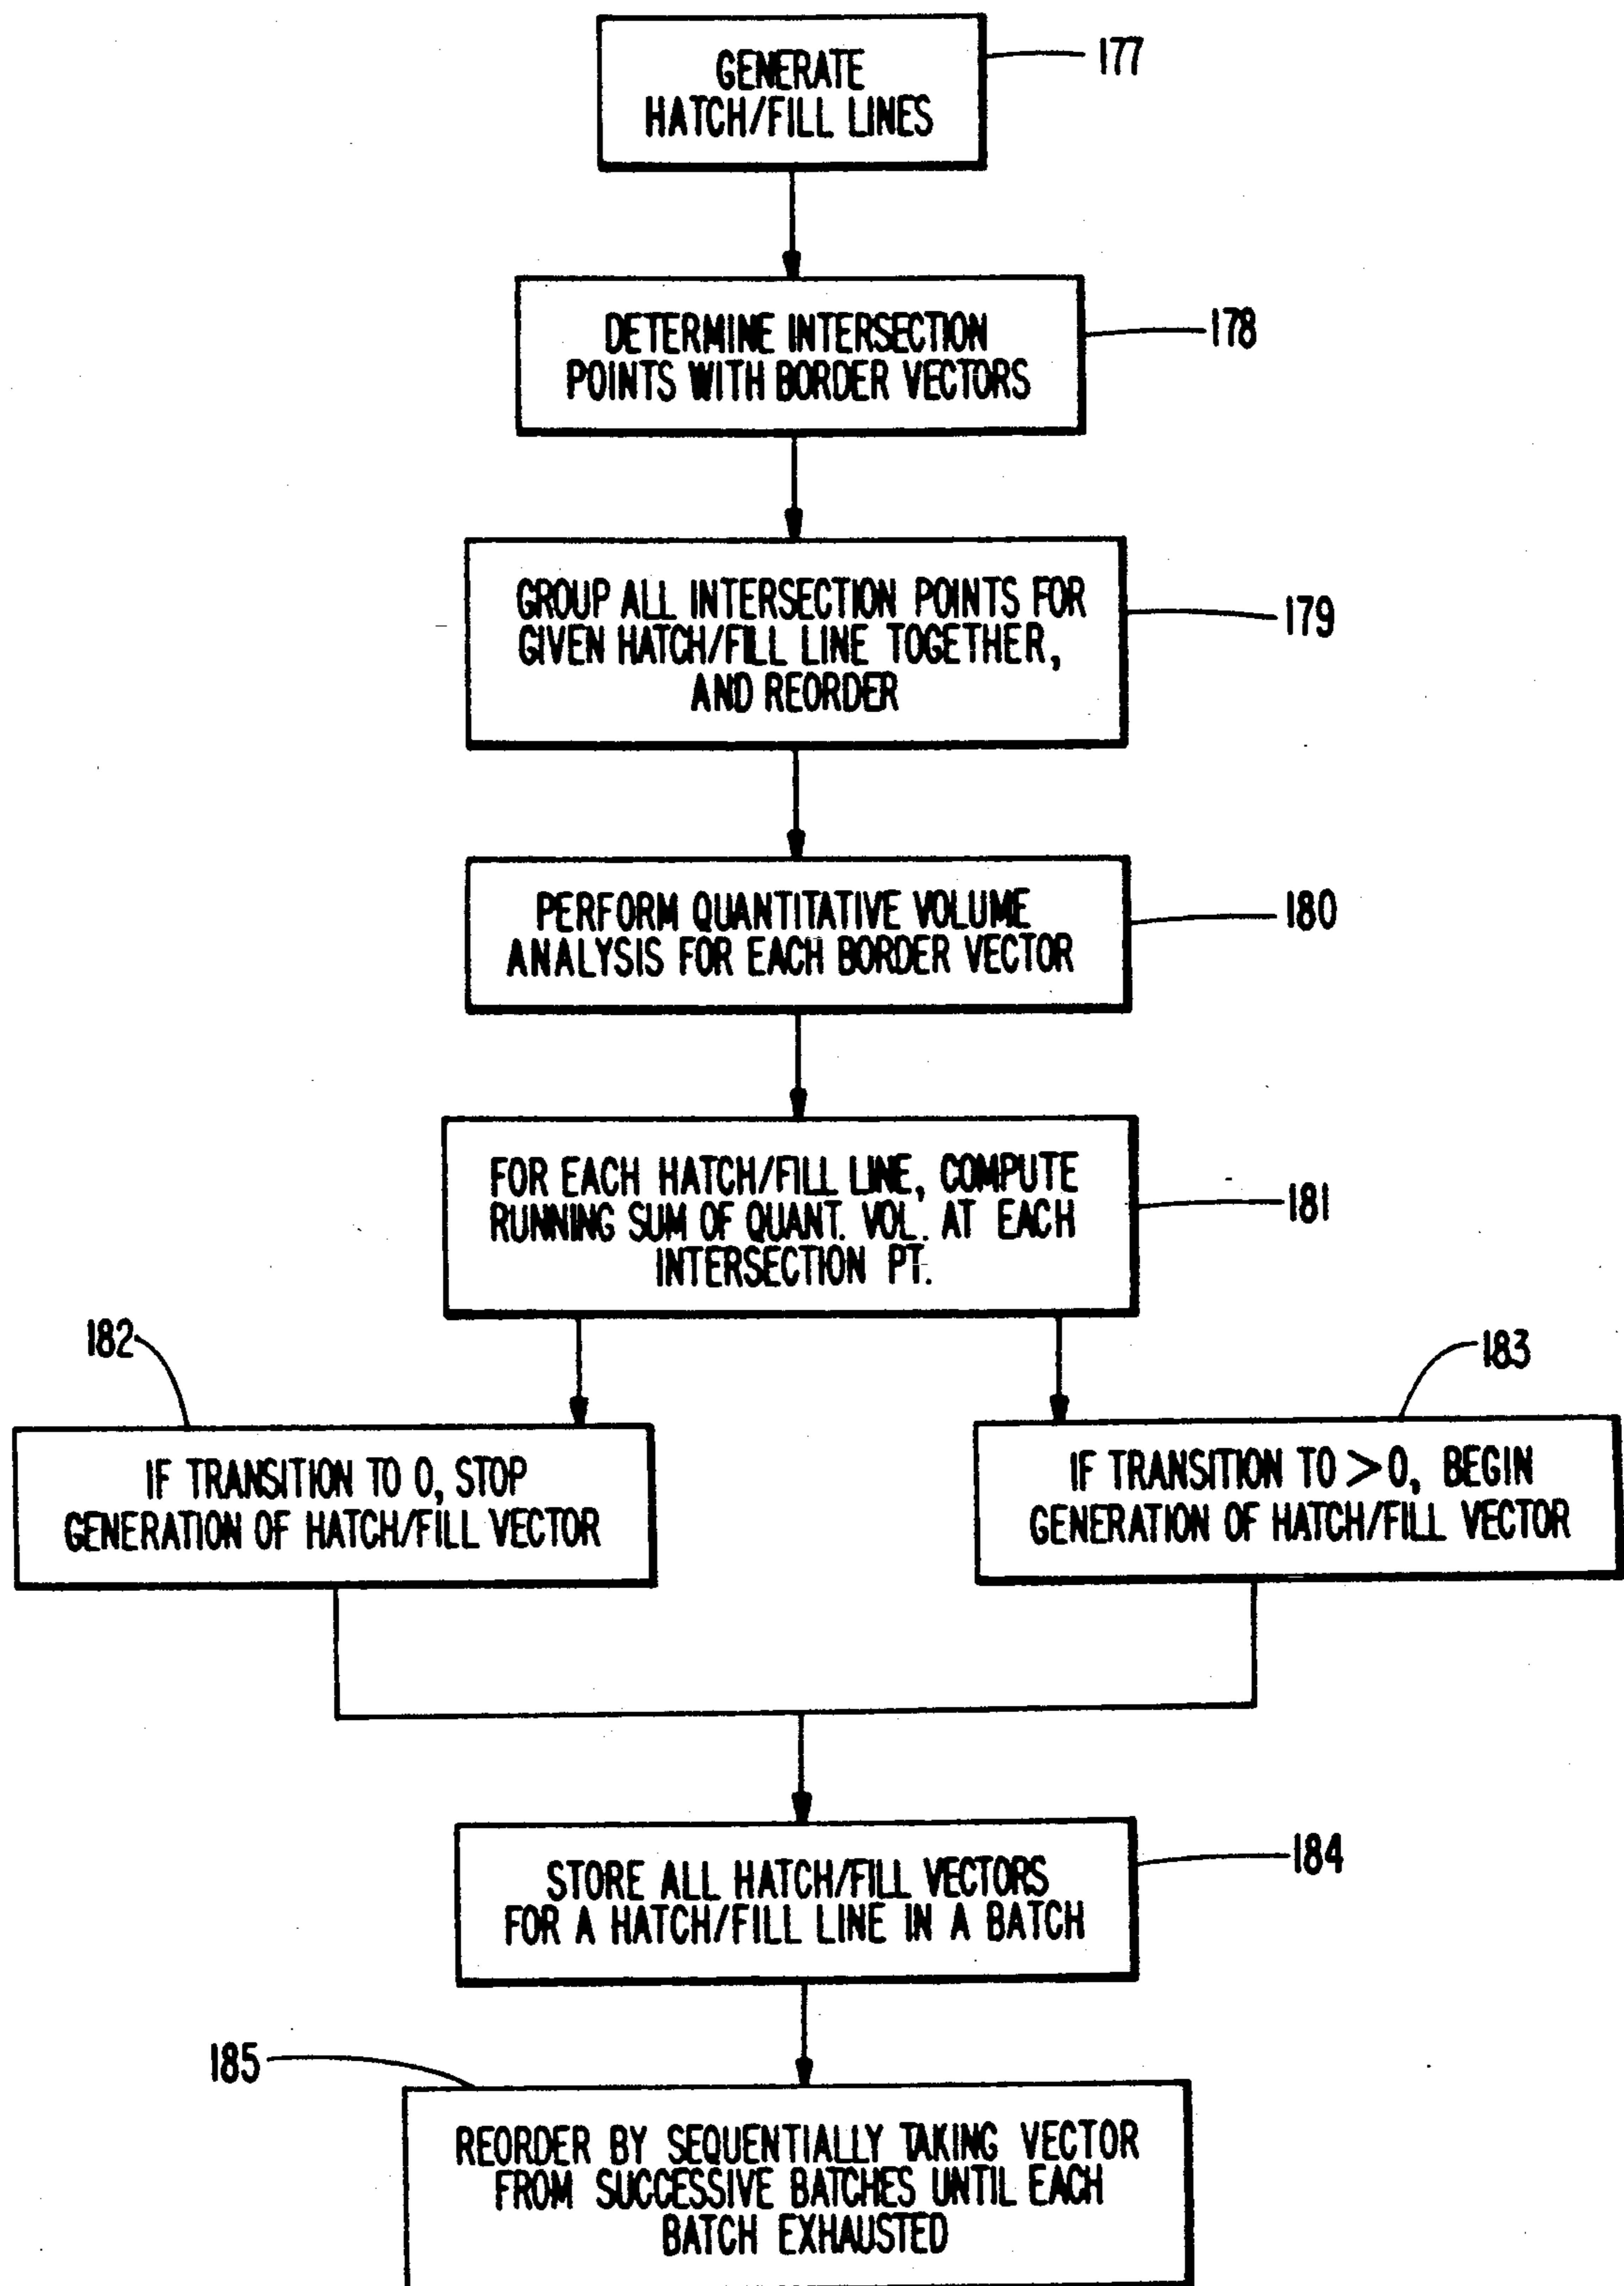 GENERATE
HATCH/FILL LINES
177
DETERMINE INTERSECTION
POINTS WITH BORDER VECTORS
178
GROUP ALL INTERSECTION POINTS FOR
GIVEN HATCH/FILL LINE TOGETHER,
AND REORDER
179
PERFORM QUANTITATIVE VOLUME
ANALYSIS FOR EACH BORDER VECTOR
180
FOR EACH HATCH/FILL LINE, COMPUTE
RUNNING SUM OF QUANT. VOL. AT EACH
INTERSECTION PT.
181
182
IF TRANSITION TO 0, STOP
GENERATION OF HATCH/FILL VECTOR
183
IF TRANSITION TO >0, BEGIN
GENERATION OF HATCH/FILL VECTOR
STORE ALL HATCH/FILL VECTORS
FOR A HATCH/FILL LINE IN A BATCH
184
185
REORDER BY SEQUENTIALLY TAKING VECTOR
FROM SUCCESSIVE BATCHES UNTIL EACH
BATCH EXHAUSTED